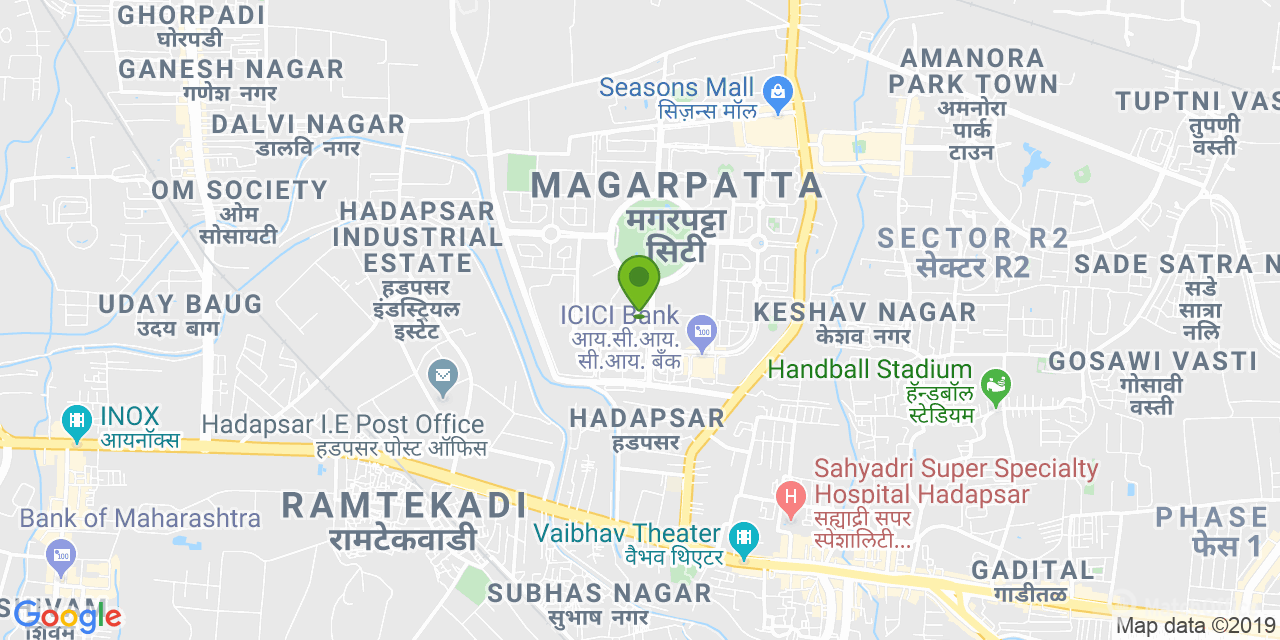 GHORPADI
घोरपडी
GANESH NAGAR
गणेश नगर
DALVI NAGAR
डालवि नगर
OM SOCIETY
ओम
सोसायटी
HADAPSAR
INDUSTRIAL
ESTATE
हडपसर
इंडस्ट्रियल
इस्टेट
UDAY BAUG
उदय बाग
Seasons Mall
सिज़न्स मॉल
AMANORA
PARK TOWN
अमनोरा
पार्क
टाउन
TUPTNI VAS
तुपणी
वस्ती
MAGARPATTA
मगरपट्टा
सिटी
SECTOR R2
सेक्टर R2
SADE SATRA N
सडे
सात्रा
नलि
ICICI Bank
आय.सी.आय.
सी.आय. बँक
KESHAV NAGAR
केशव नगर
GOSAWI VASTI
गोसावी
वस्ती
Handball Stadium
हॅन्डबॉल
स्टेडियम
INOX
आयनॉक्स
Hadapsar I.E Post Office
हडपसर पोस्ट ऑफिस
HADAPSAR
हडपसर
Sahyadri Super Specialty
Hospital Hadapsar
सह्याद्री सपर
स्पेशालिटी...
RAMTEKADI
रामटेकवाडी
Bank of Maharashtra
Vaibhav Theater
वैभव थिएटर
PHASE
फेस 1
GADITAL
गाडीतळ
SUBHAS NAGAR
सुभाष नगर
शिवम
Google
Map data ©2019